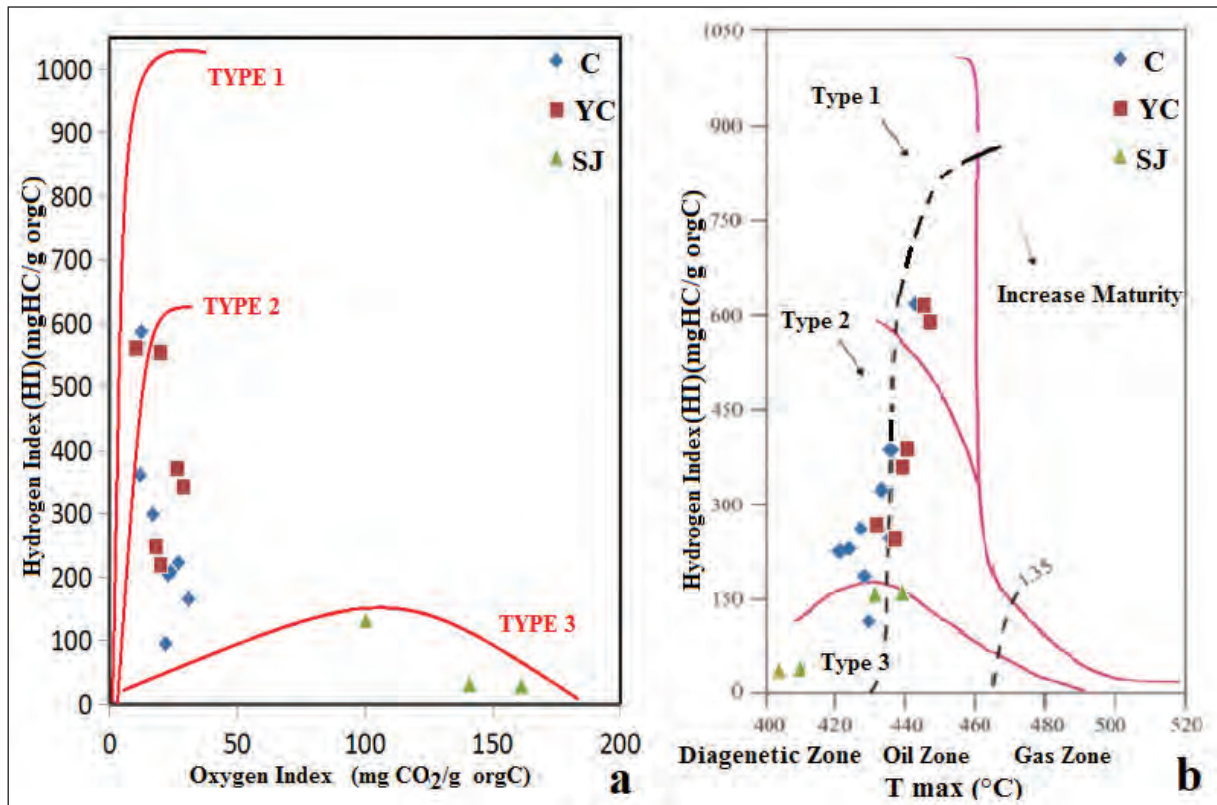 1000
900
800
700
600
500
400
300
200
100
0
Hydrogen Index(HI)(mgHC/g orgC)
TYPE 1
TYPE 2
TYPE 3
C
YC
SJ
0 50 100 150 200
Oxygen Index (mg CO₂/g orgC)
a
1050
900
750
600
450
300
150
0
Hydrogen Index(HI)(mgHC/g orgC)
Type 1
Type 2
Type 3
Increase Maturity
1.35
C
YC
SJ
400 420 440 460 480 500 520
Diagenetic Zone Oil Zone Gas Zone
T max (°C)
b